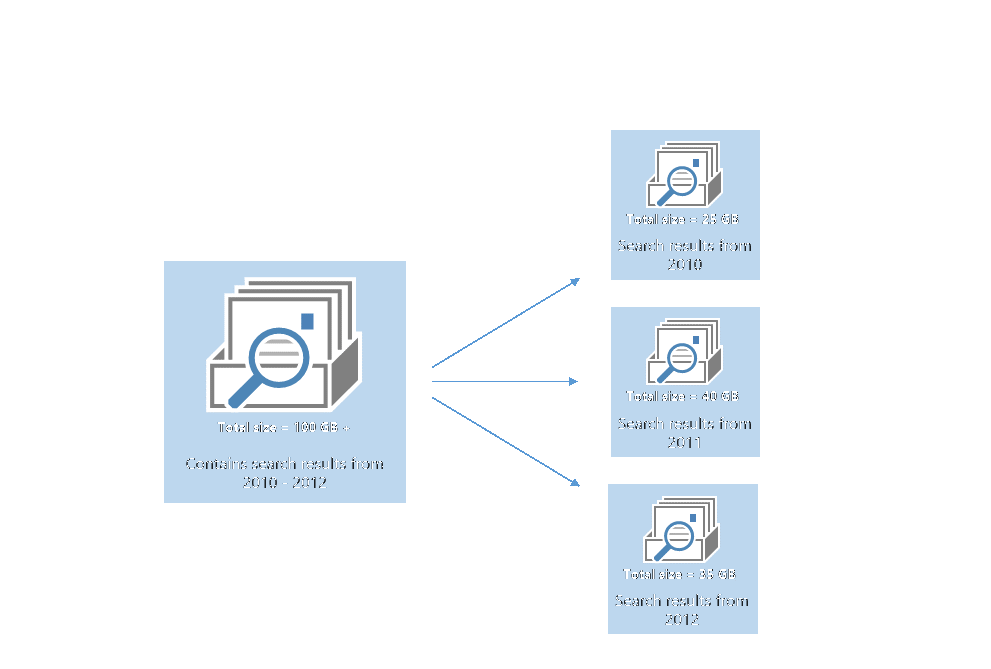 Total size = 100 GB +
Contains search results from
2010 - 2012
Total size = 25 GB
Search results from
2010
Total size = 40 GB
Search results from
2011
Total size = 35 GB
Search results from
2012